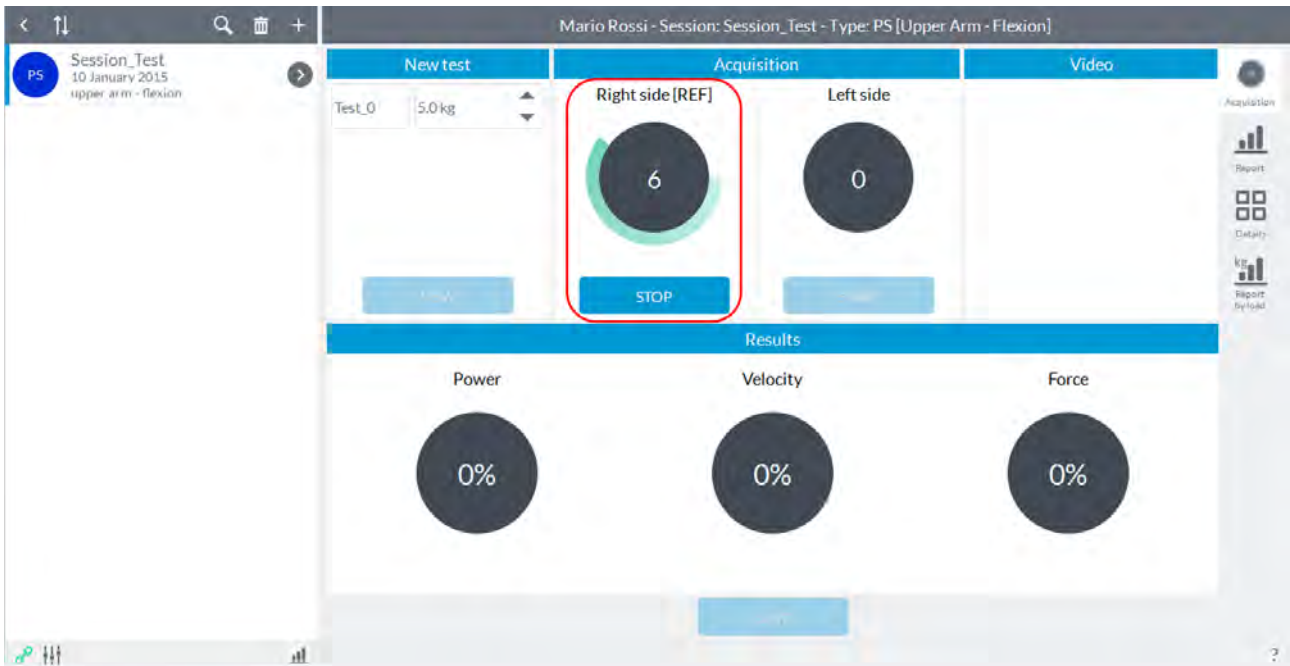 Mario Rossi - Session: Session_Test - Type: PS [Upper Arm - Flexion]
PS
Session_Test
10 January 2015
upper arm - flexion
New test
Acquisition
Video
Test_0
5.0 kg
Right side [REF]
Left side
6
0
STOP
Acquisition
Report
Details
kg
Report
by load
Results
Power
Velocity
Force
0%
0%
0%
?